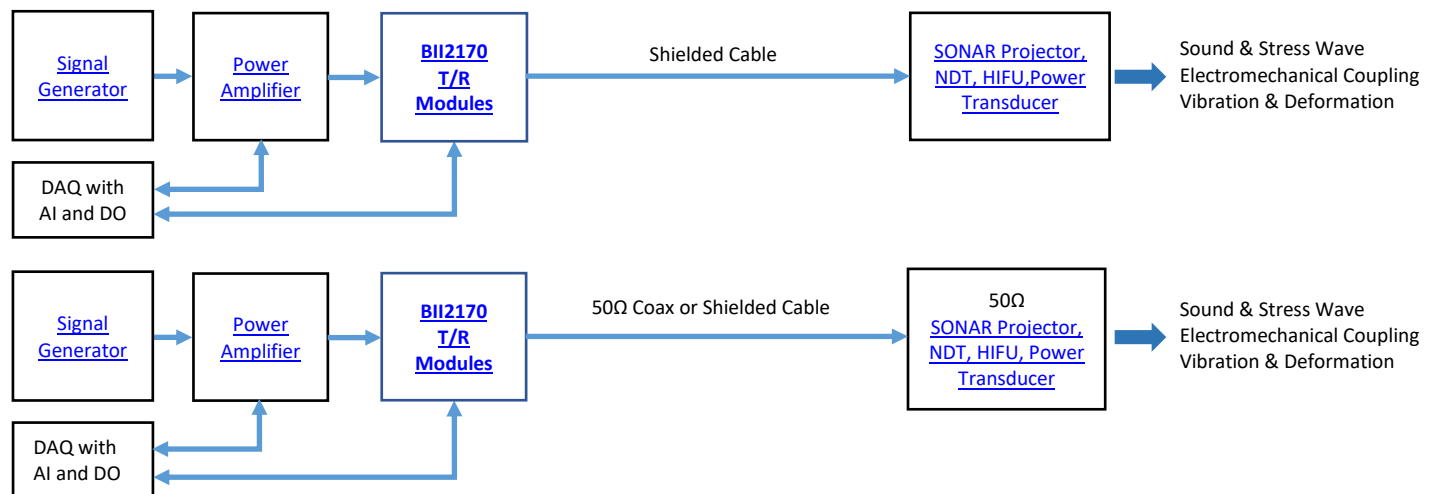 Signal
Generator
Power
Amplifier
BII2170
T/R
Modules
Shielded Cable
SONAR Projector,
NDT, HIFU,Power
Transducer
Sound & Stress Wave
Electromechanical Coupling
Vibration & Deformation
DAQ with
AI and DO
Signal
Generator
Power
Amplifier
BII2170
T/R
Modules
50Ω Coax or Shielded Cable
50Ω
SONAR Projector,
NDT, HIFU, Power
Transducer
Sound & Stress Wave
Electromechanical Coupling
Vibration & Deformation
DAQ with
AI and DO